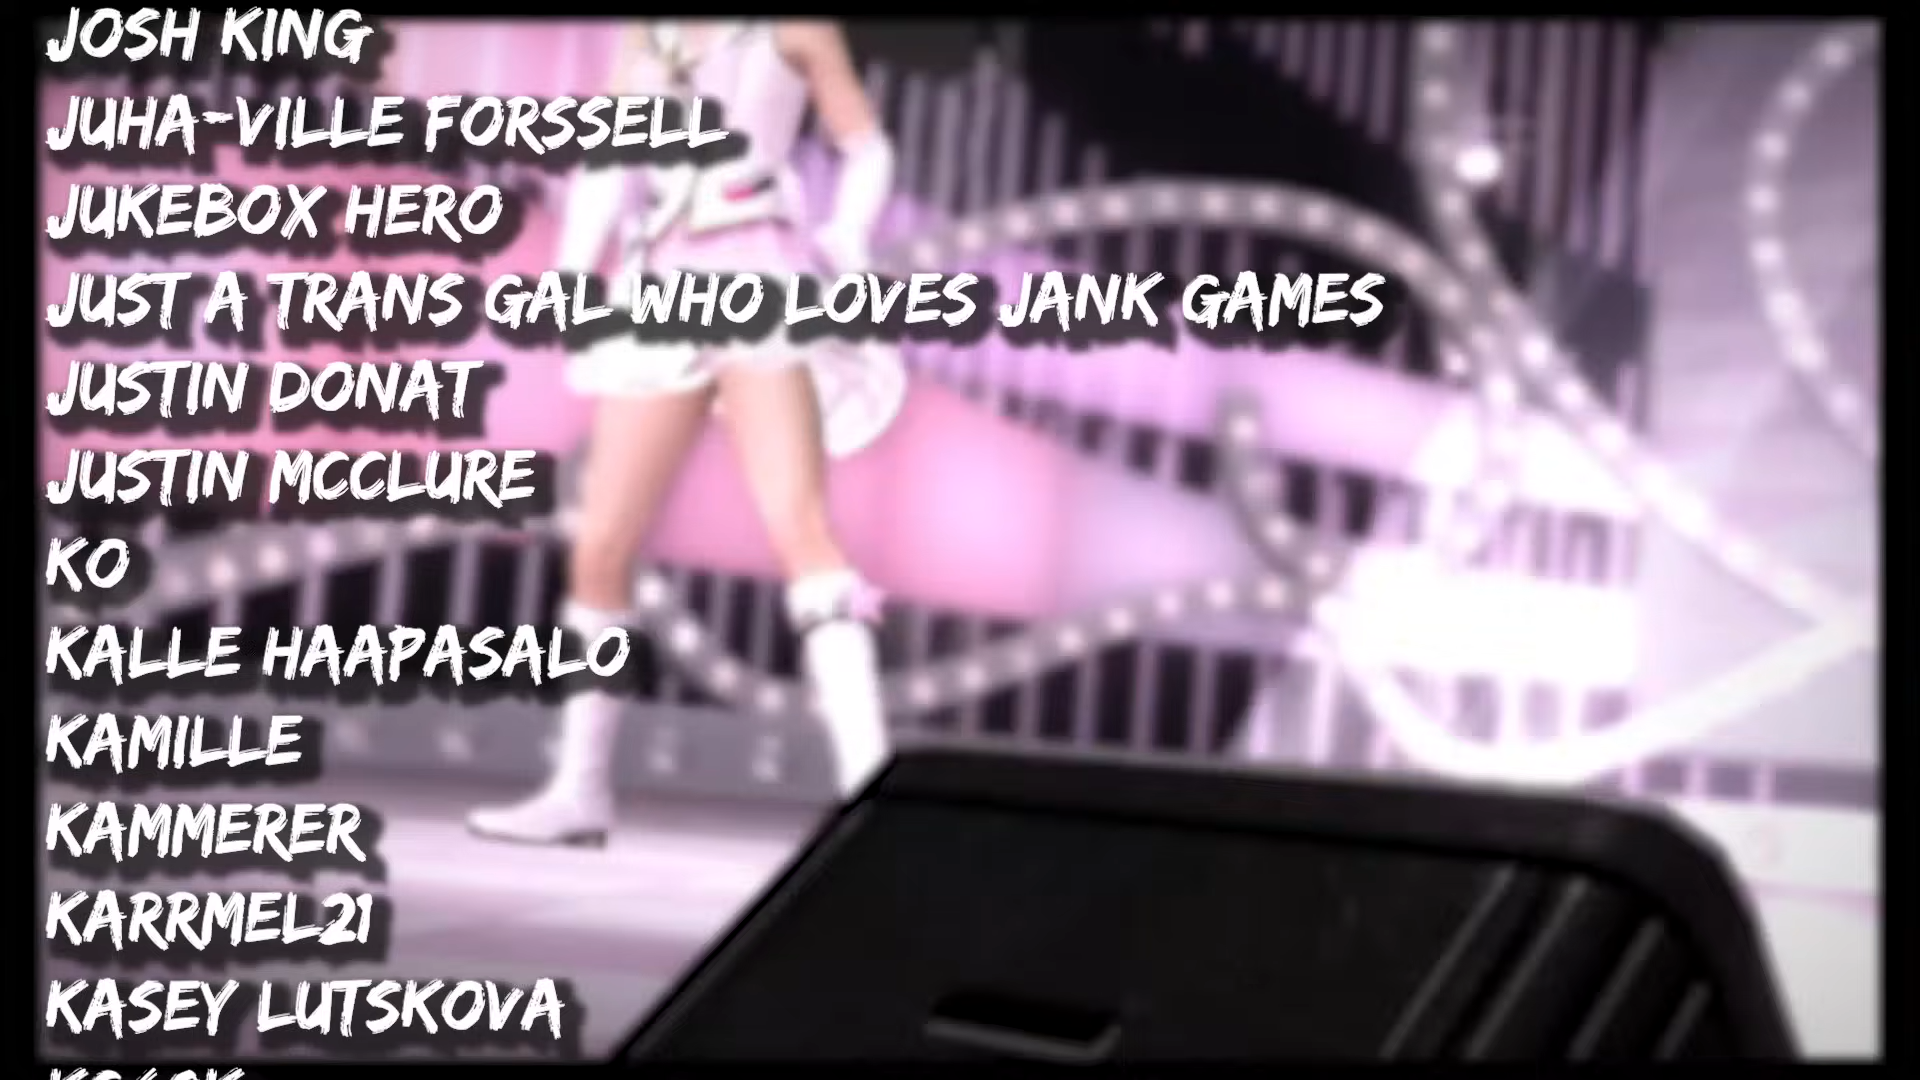 JOSH KING
JUHA-VILLE FORSSELL
JUKEBOX HERO
JUST A TRANS GAL WHO LOVES JANK GAMES
JUSTIN DONAT
JUSTIN MCCLURE
KO
KALLE HAAPASALO
KAMILLE
KAMMERER
KARRMEL21
KASEY LUTSKOVA